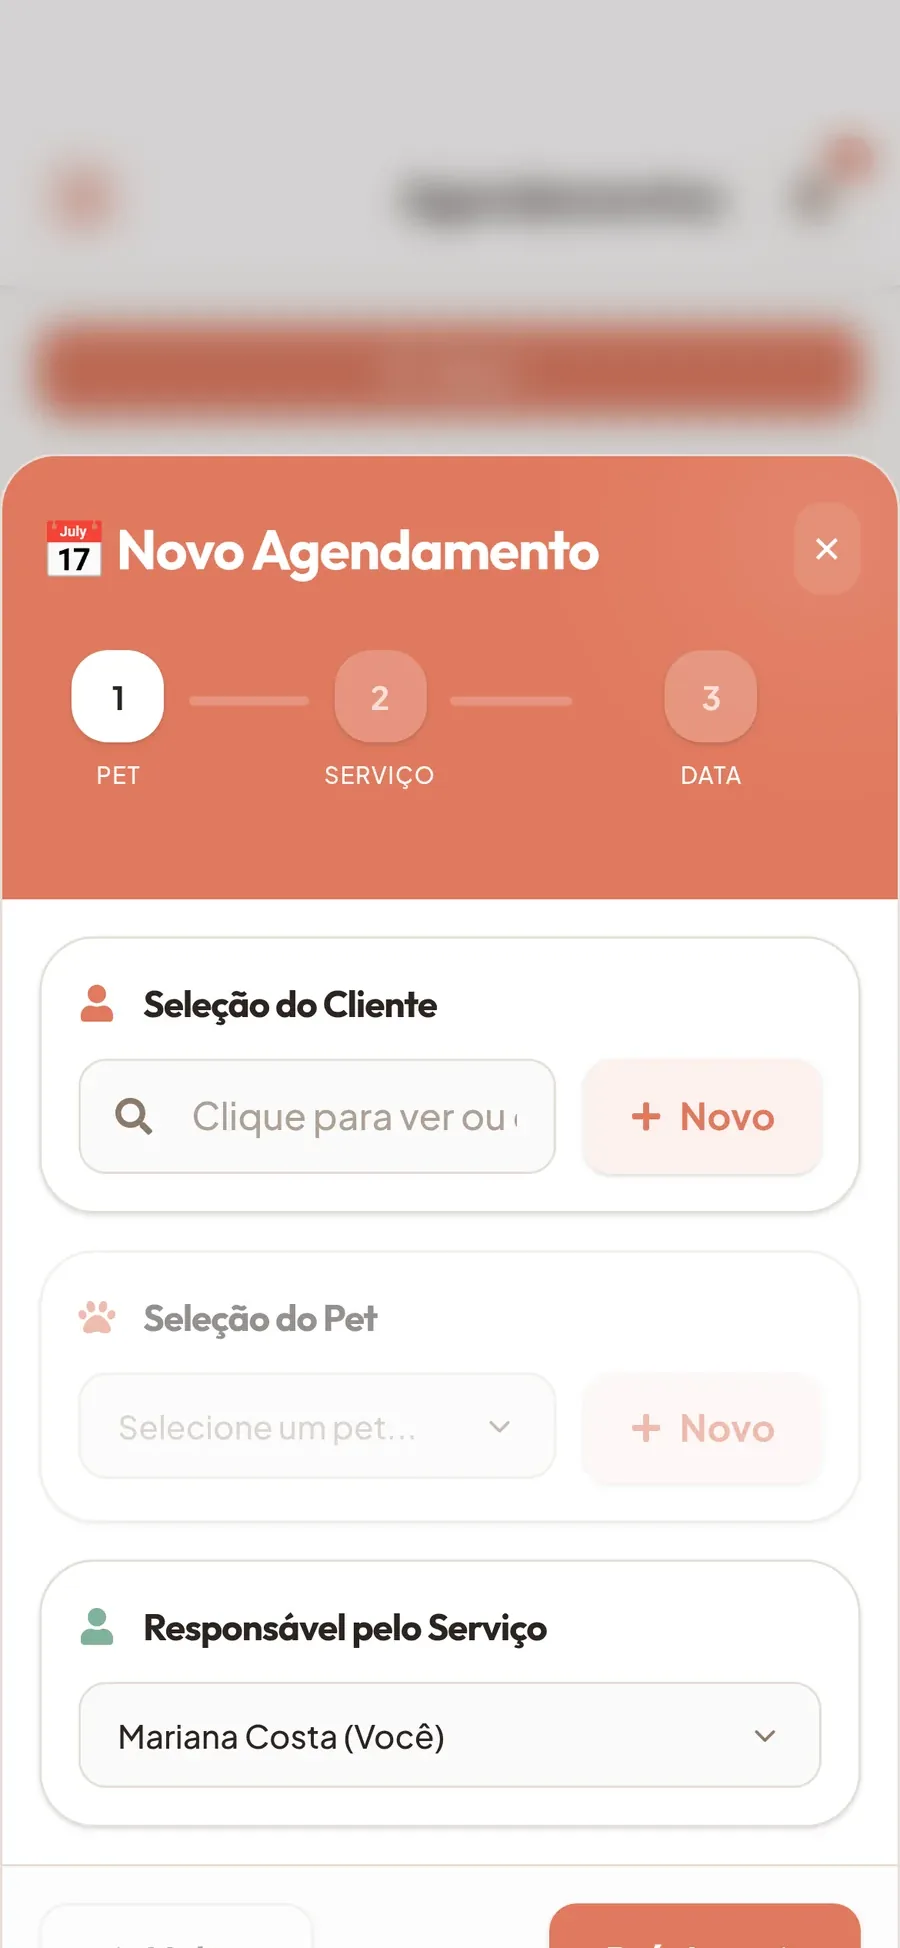 July
17
Novo Agendamento
1
2
3
PET
SERVIÇO
DATA
Seleção do Cliente
Clique para ver ou
+ Novo
Seleção do Pet
Selecione um pet...
+ Novo
Responsável pelo Serviço
Mariana Costa (Você)